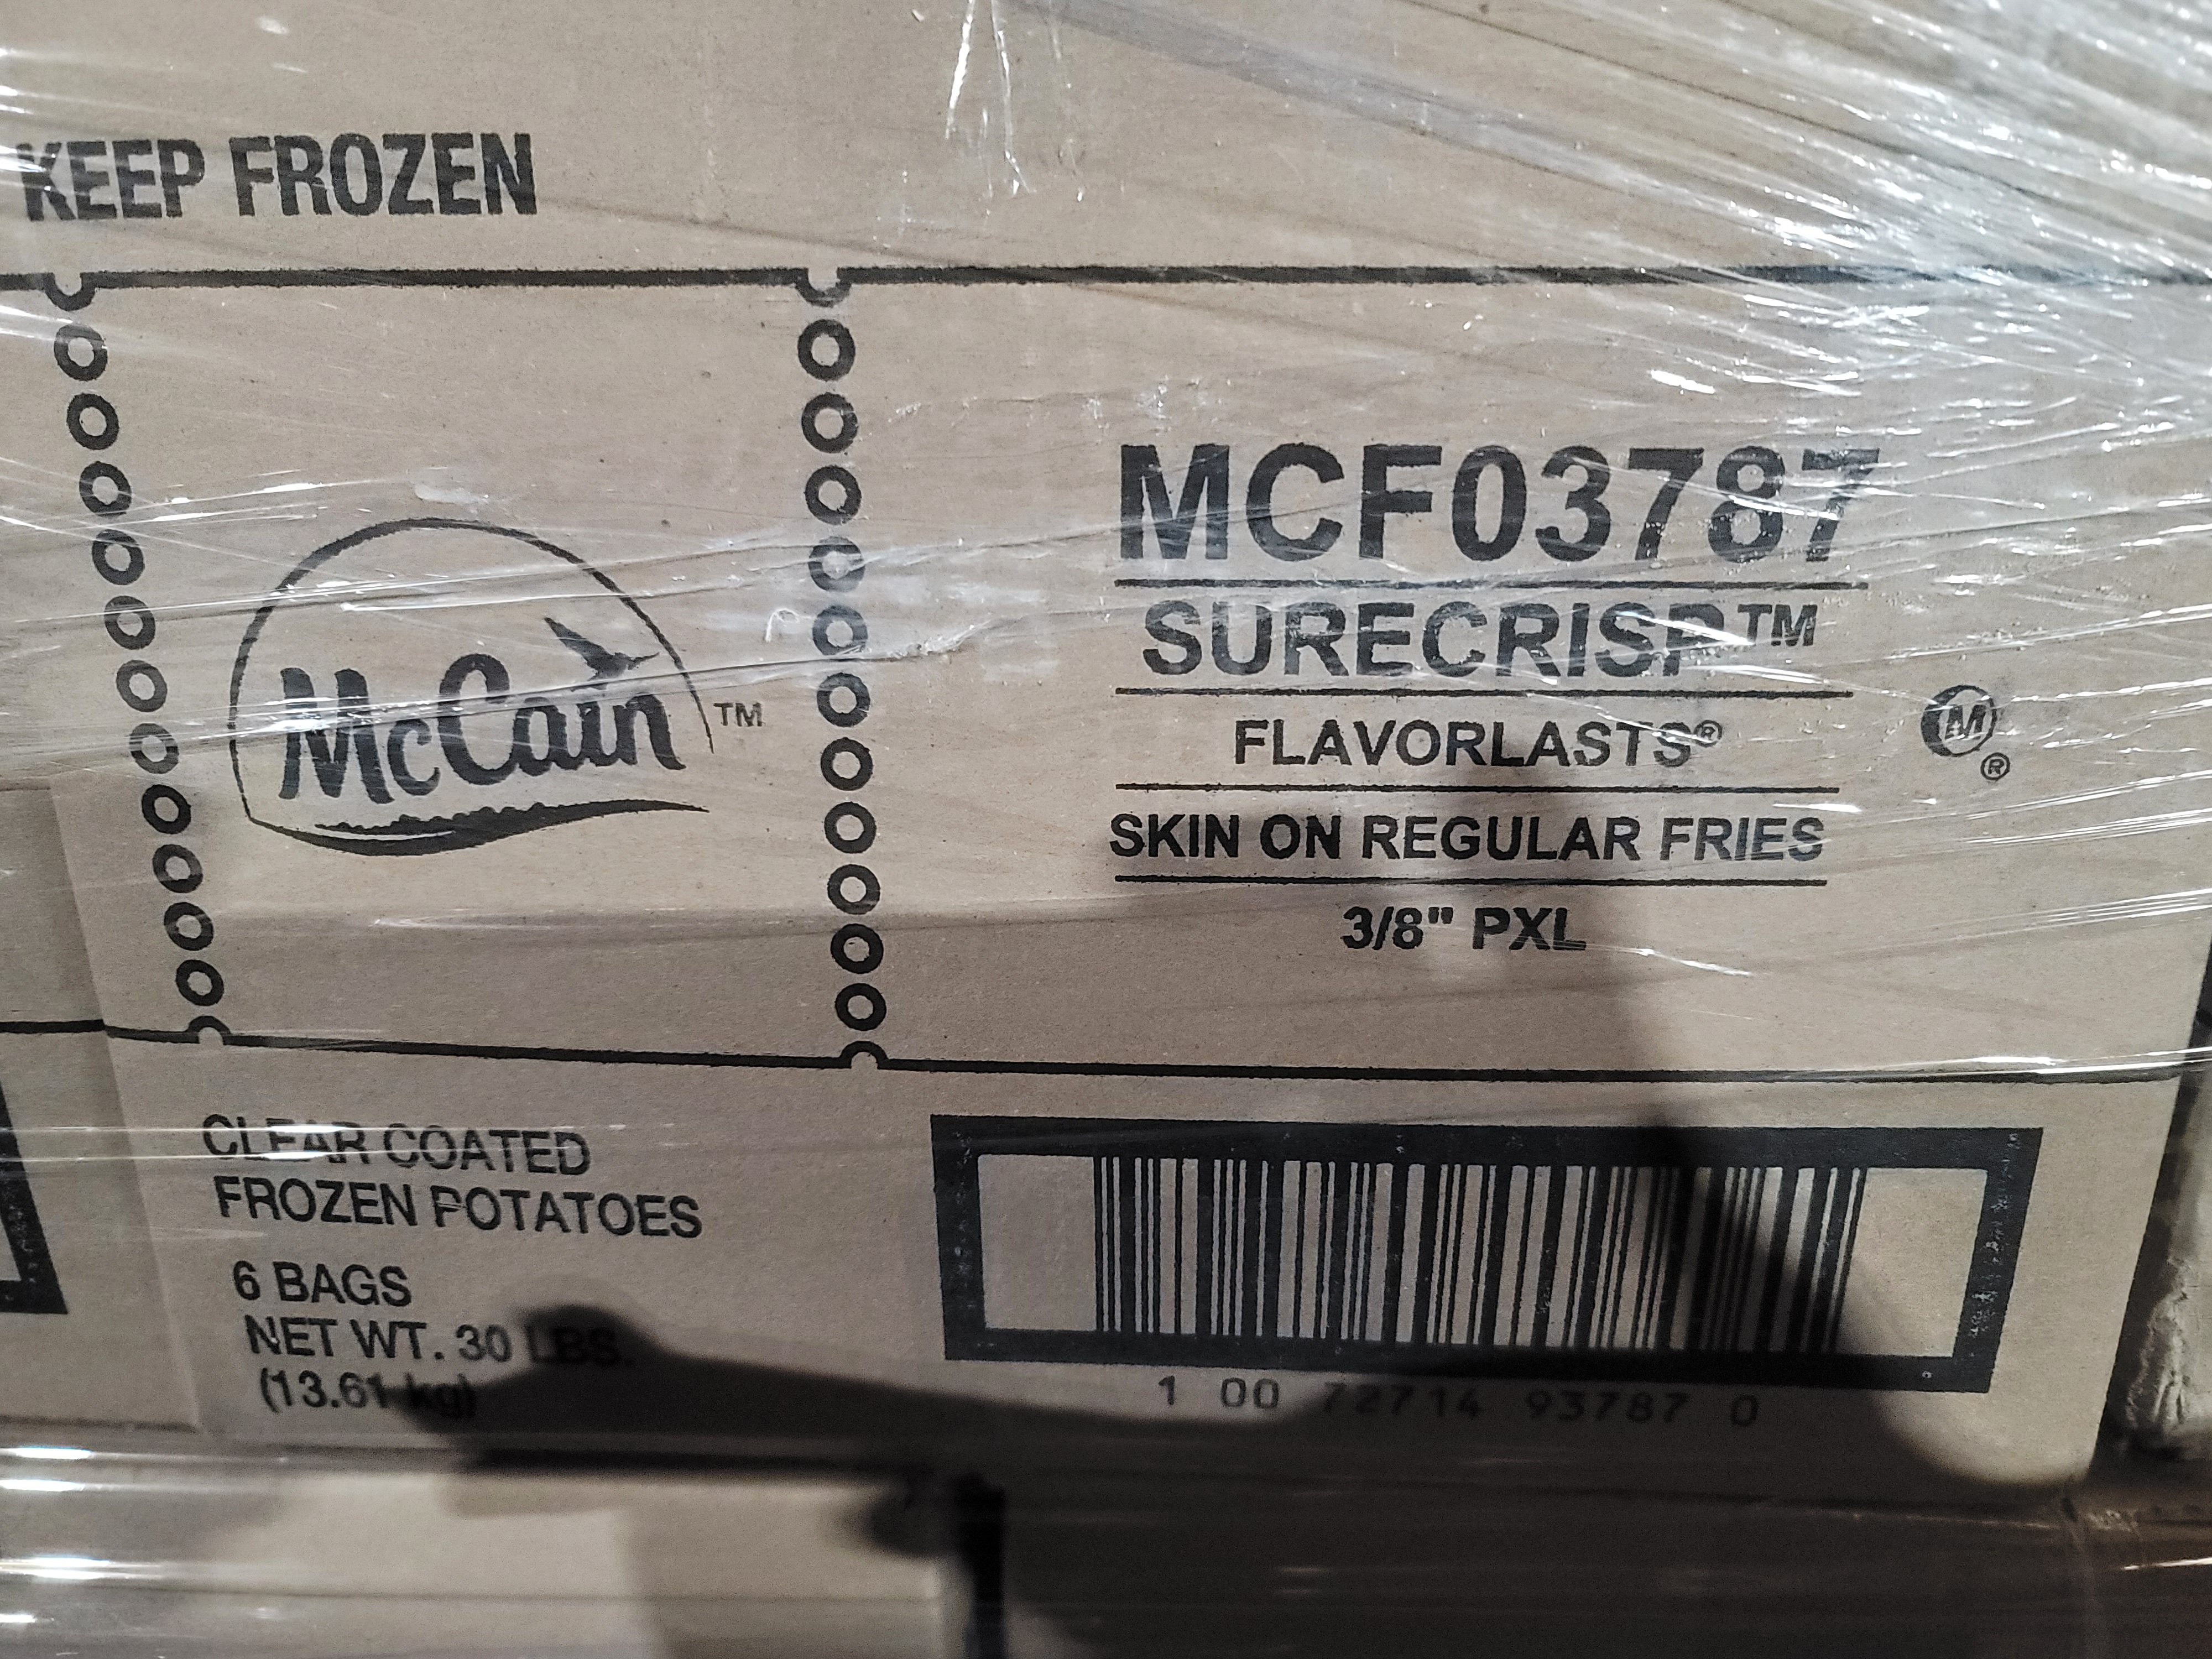 KEEP FROZEN
McCain™
MCF03787
SURECRISP™
FLAVORLASTS®
SKIN ON REGULAR FRIES
3/8" PXL
M®
CLEAR COATED
FROZEN POTATOES
6 BAGS
NET WT. 30 LBS.
(13.61 kg)
1 00 72714 93787 0